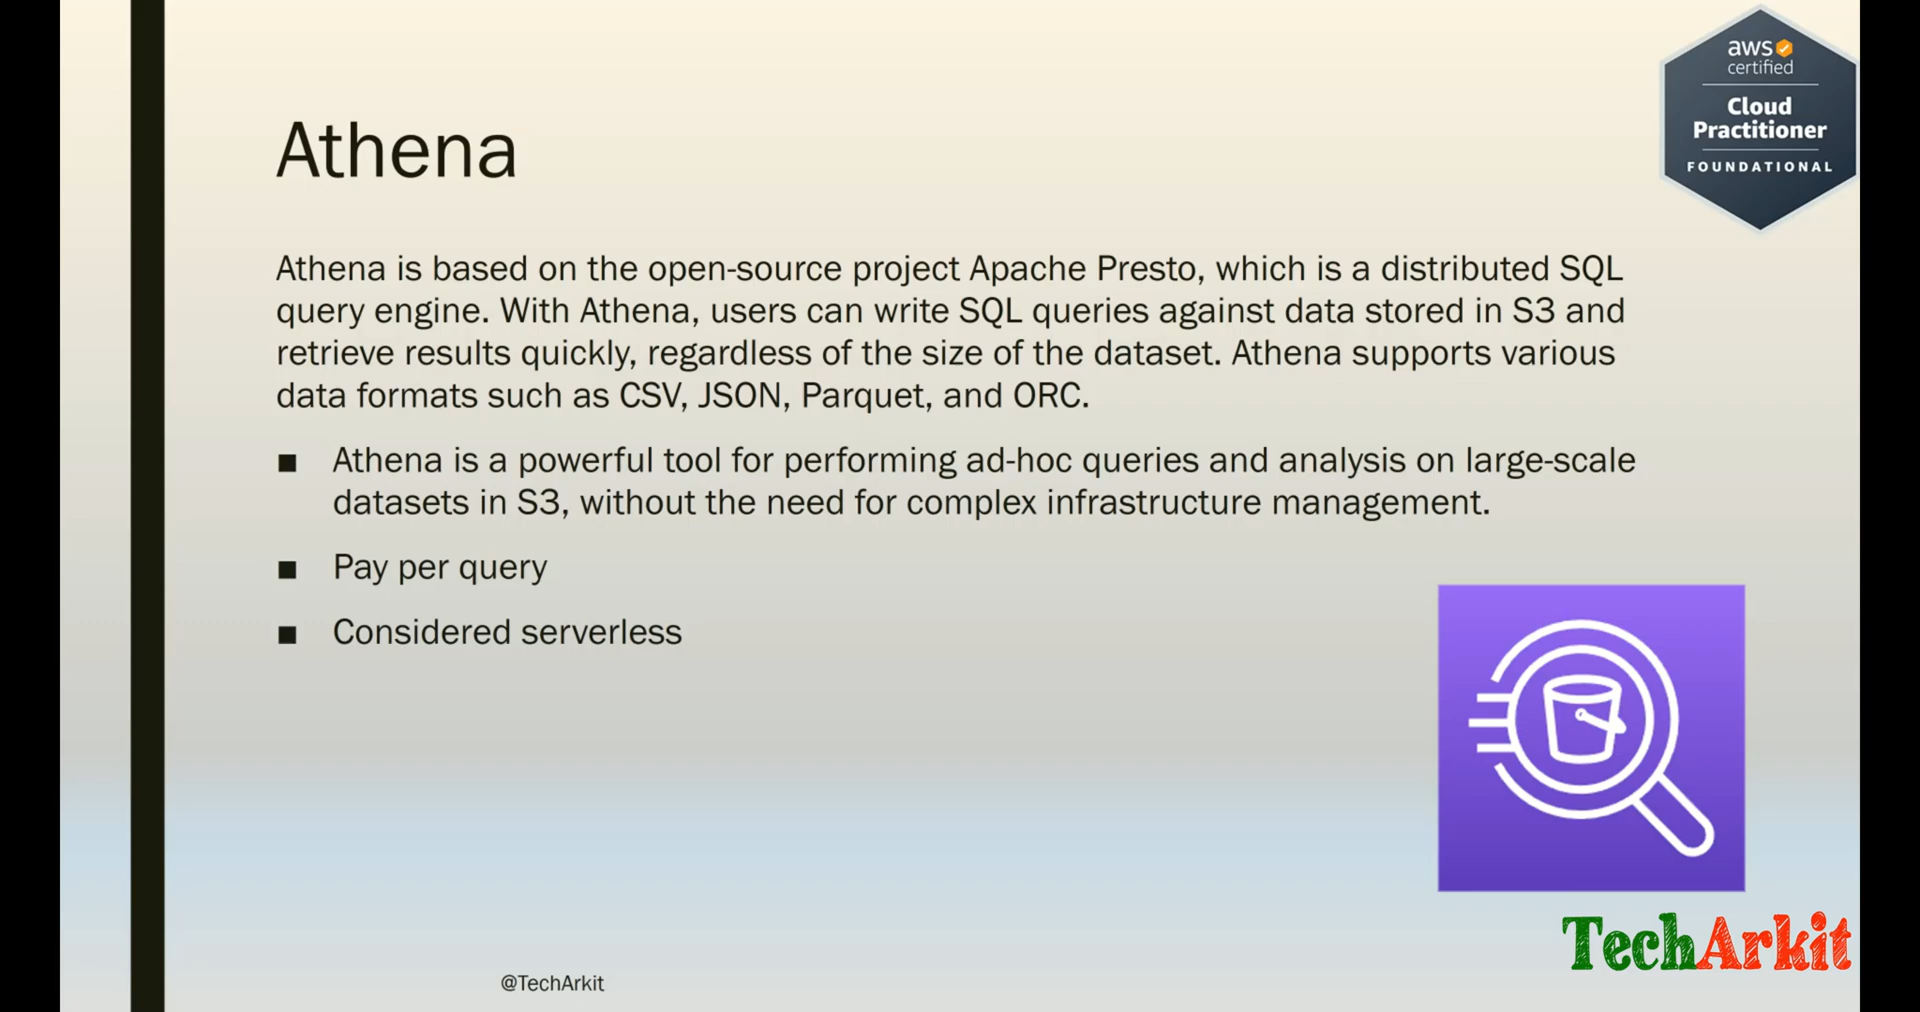 aws
certified
Cloud
Practitioner
FOUNDATIONAL
Athena
Athena is based on the open-source project Apache Presto, which is a distributed SQL
query engine. With Athena, users can write SQL queries against data stored in S3 and
retrieve results quickly, regardless of the size of the dataset. Athena supports various
data formats such as CSV, JSON, Parquet, and ORC.
■ Athena is a powerful tool for performing ad-hoc queries and analysis on large-scale
datasets in S3, without the need for complex infrastructure management.
■ Pay per query
■ Considered serverless
TechArkit
@TechArkit